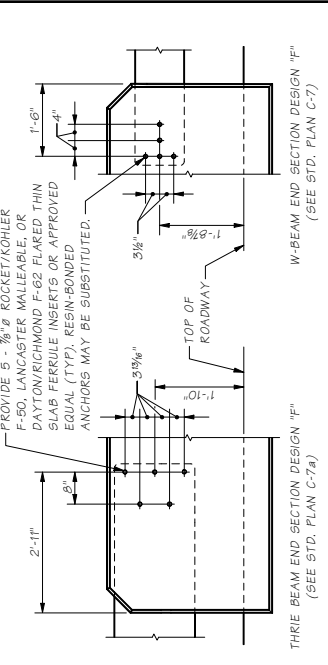 PROVIDE 5 - ⅞"Ø ROCKET/KOHLER
F-50, LANCASTER MALLEABLE, OR
DAYTON/RICHMOND F-62 FLARED THIN
SLAB FERRULE INSERTS OR APPROVED
EQUAL (TYP). RESIN-BONDED
ANCHORS MAY BE SUBSTITUTED.
2'-11"
8"
3 13/16"
1'-10"
TOP OF
ROADWAY
THRIE BEAM END SECTION DESIGN "F"
(SEE STD. PLAN C-7a)
1'-6"
4"
3½"
1'-8⅞"
W-BEAM END SECTION DESIGN "F"
(SEE STD. PLAN C-7)